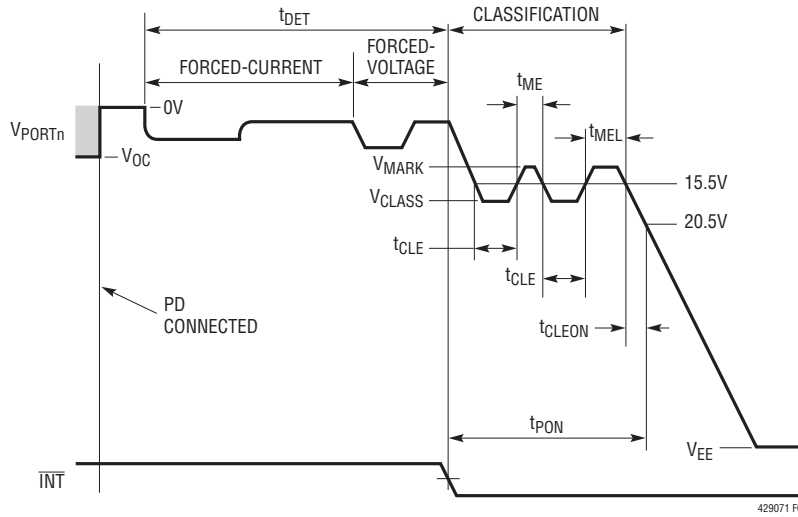 tDET
CLASSIFICATION
FORCED-CURRENT
FORCED-
VOLTAGE
tME
0V
VPORTn
VOC
tMEL
VMARK
15.5V
VCLASS
20.5V
tCLE
tCLE
PD
CONNECTED
tCLEON
tPON
VEE
INT